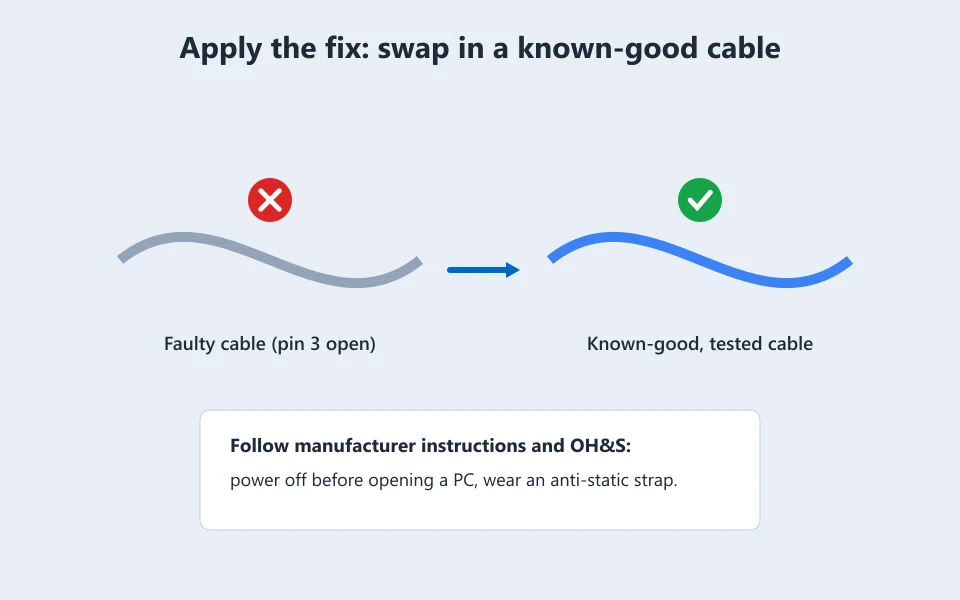 Apply the fix: swap in a known-good cable
Faulty cable (pin 3 open)
Known-good, tested cable
Follow manufacturer instructions and OH&S:
power off before opening a PC, wear an anti-static strap.